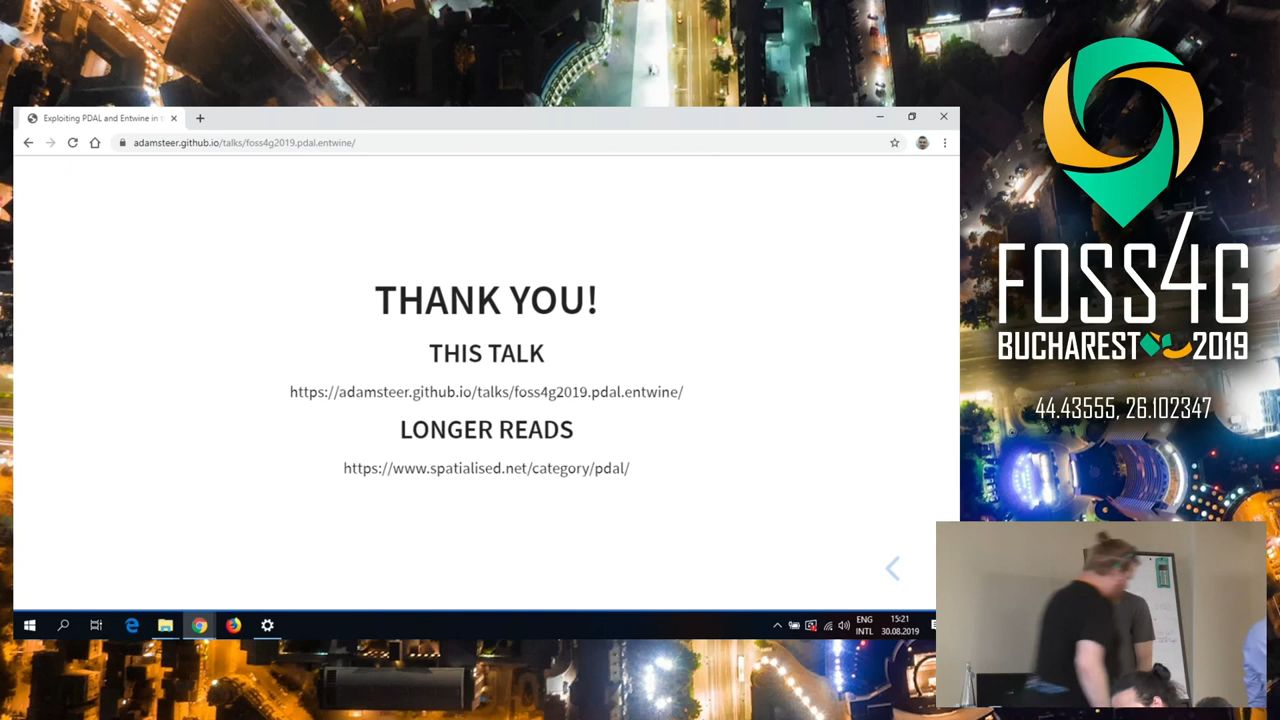 Exploiting PDAL and Entwine in t
adamsteer.github.io/talks/foss4g2019.pdal.entwine/
THANK YOU!
THIS TALK
https://adamsteer.github.io/talks/foss4g2019.pdal.entwine/
LONGER READS
https://www.spatialised.net/category/pdal/
ENG
INTL
15:21
30.08.2019
FOSS4G
BUCHAREST 2019
44.43555, 26.102347